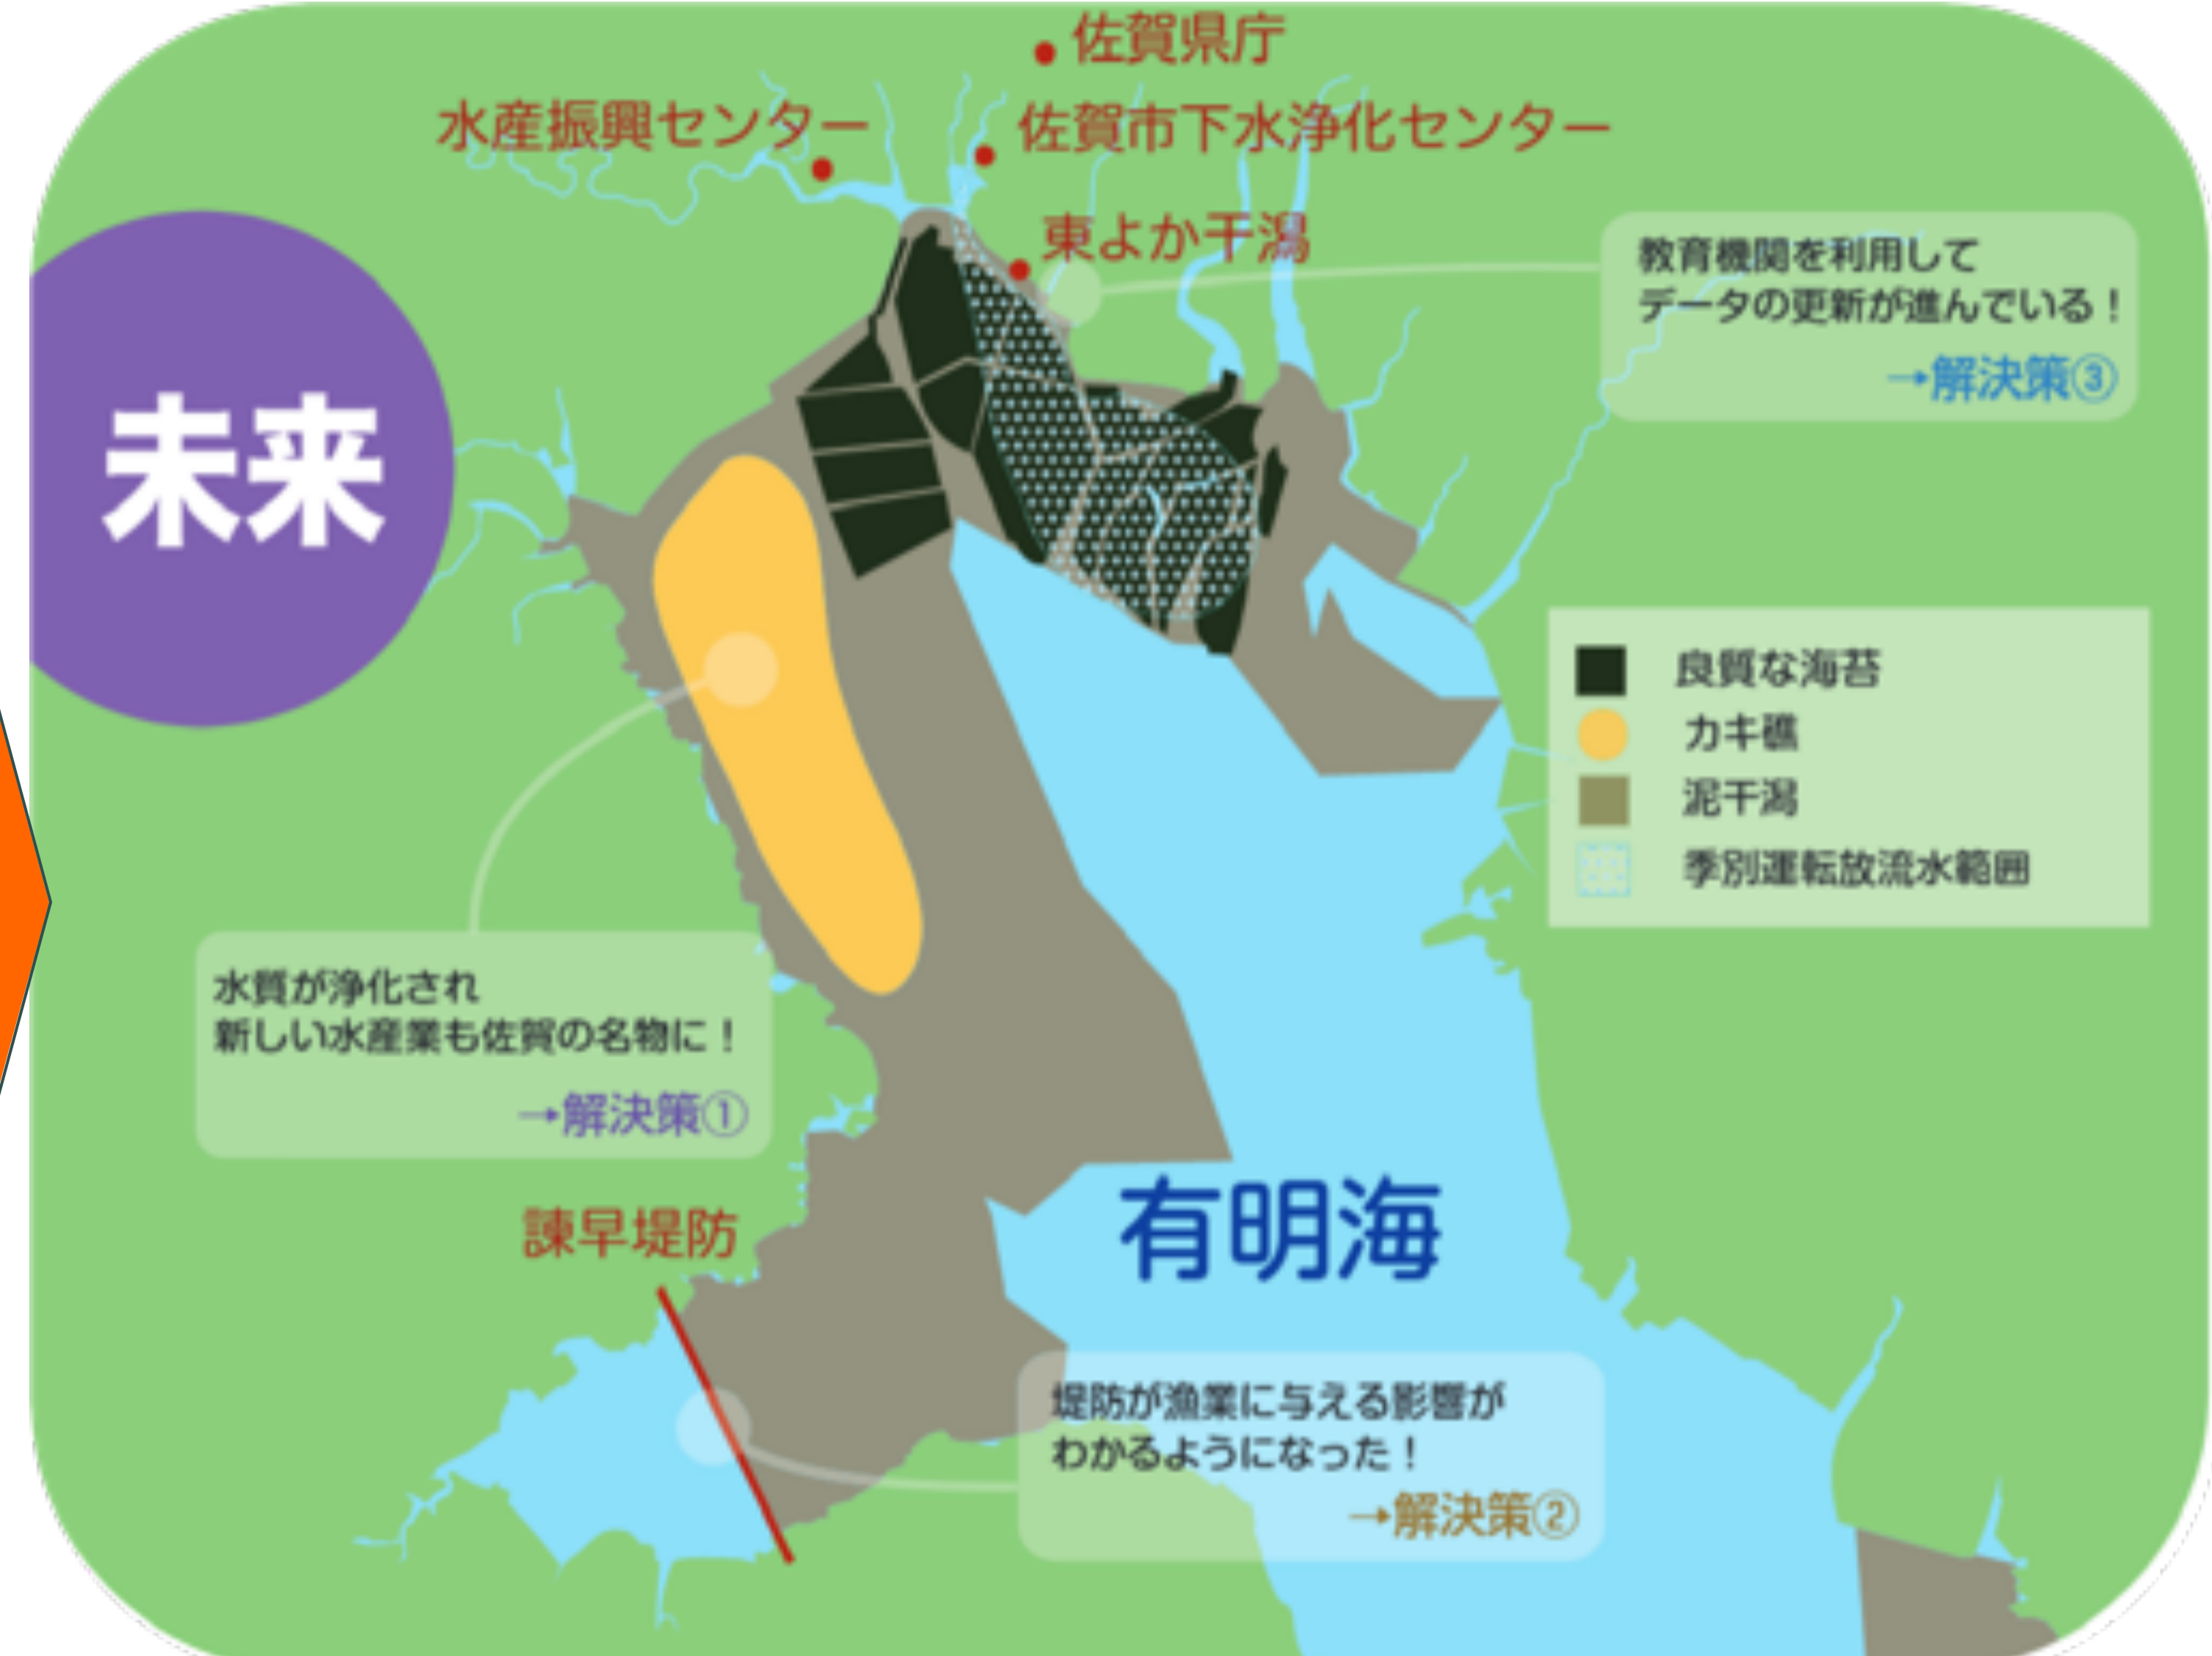 佐賀県庁
水産振興センター
佐賀市下水浄化センター
東よか干潟
教育機関を利用して
データの更新が進んでいる！
→解決策③
未来
良質な海苔
カキ礁
泥干潟
季別運転放流水範囲
水質が浄化され
新しい水産業も佐賀の名物に！
→解決策①
諫早堤防
有明海
堤防が漁業に与える影響が
わかるようになった！
→解決策②